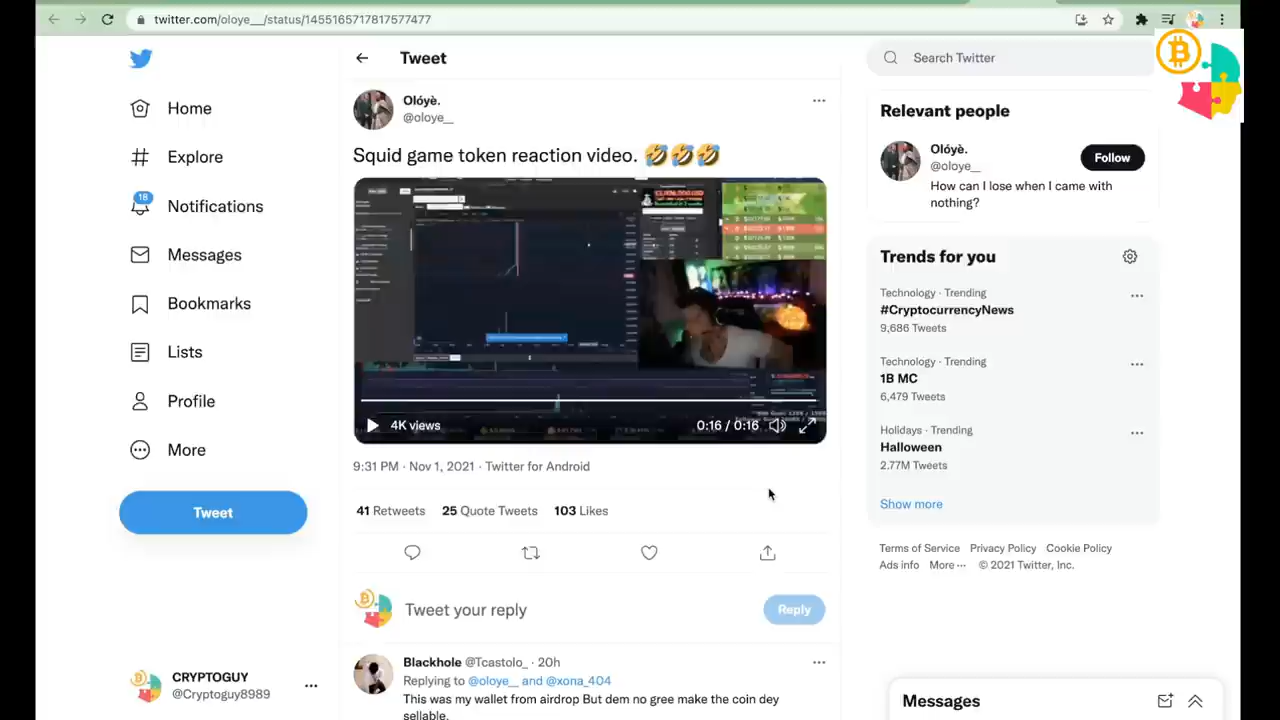 twitter.com/oloye__/status/1455165717817577477
Home
Explore
18
Notifications
Messages
Bookmarks
Lists
Profile
More
Tweet
CRYPTOGUY
@Cryptoguy8989
Tweet
Olóyè.
@oloye__
Squid game token reaction video. 🤣🤣🤣
4K views
0:16 / 0:16
9:31 PM · Nov 1, 2021 · Twitter for Android
41 Retweets 25 Quote Tweets 103 Likes
Tweet your reply
Reply
Blackhole @Tcastolo_ · 20h
Replying to @oloye__ and @xona_404
This was my wallet from airdrop But dem no gree make the coin dey
sellable.
Search Twitter
Relevant people
Olóyè.
@oloye__
Follow
How can I lose when I came with
nothing?
Trends for you
Technology · Trending
#CryptocurrencyNews
9,686 Tweets
Technology · Trending
1B MC
6,479 Tweets
Holidays · Trending
Halloween
2.77M Tweets
Show more
Terms of Service Privacy Policy Cookie Policy
Ads info More ··· © 2021 Twitter, Inc.
Messages